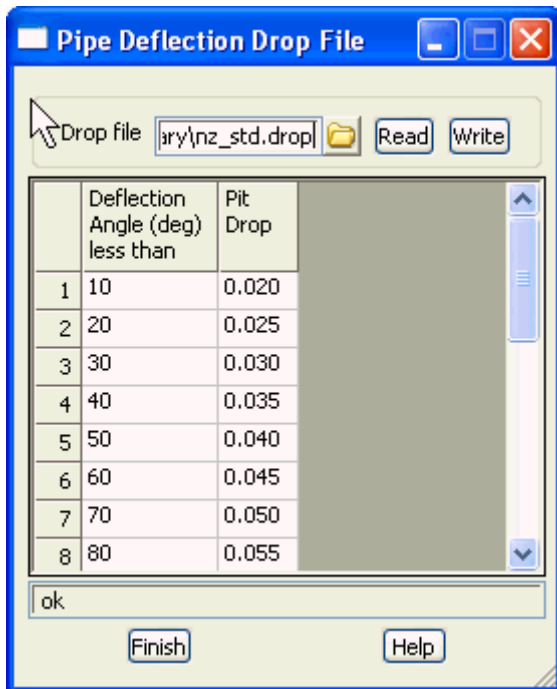 Pipe Deflection Drop File
Drop file ary\nz_std.drop Read Write
Deflection Angle (deg) less than Pit Drop
1 10 0.020
2 20 0.025
3 30 0.030
4 40 0.035
5 50 0.040
6 60 0.045
7 70 0.050
8 80 0.055
ok
Finish Help